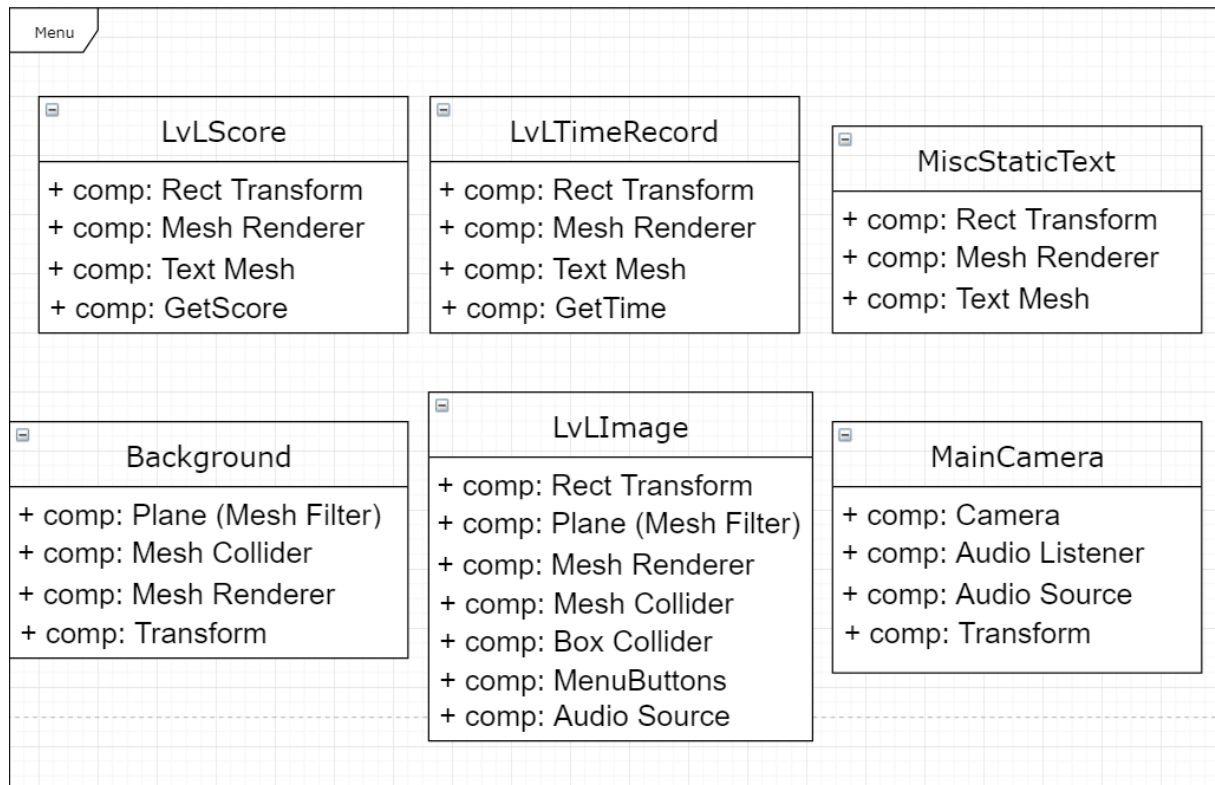 Menu
LvLScore
+ comp: Rect Transform
+ comp: Mesh Renderer
+ comp: Text Mesh
+ comp: GetScore
LvLTimeRecord
+ comp: Rect Transform
+ comp: Mesh Renderer
+ comp: Text Mesh
+ comp: GetTime
MiscStaticText
+ comp: Rect Transform
+ comp: Mesh Renderer
+ comp: Text Mesh
Background
+ comp: Plane (Mesh Filter)
+ comp: Mesh Collider
+ comp: Mesh Renderer
+ comp: Transform
LvLImage
+ comp: Rect Transform
+ comp: Plane (Mesh Filter)
+ comp: Mesh Renderer
+ comp: Mesh Collider
+ comp: Box Collider
+ comp: MenuButtons
+ comp: Audio Source
MainCamera
+ comp: Camera
+ comp: Audio Listener
+ comp: Audio Source
+ comp: Transform